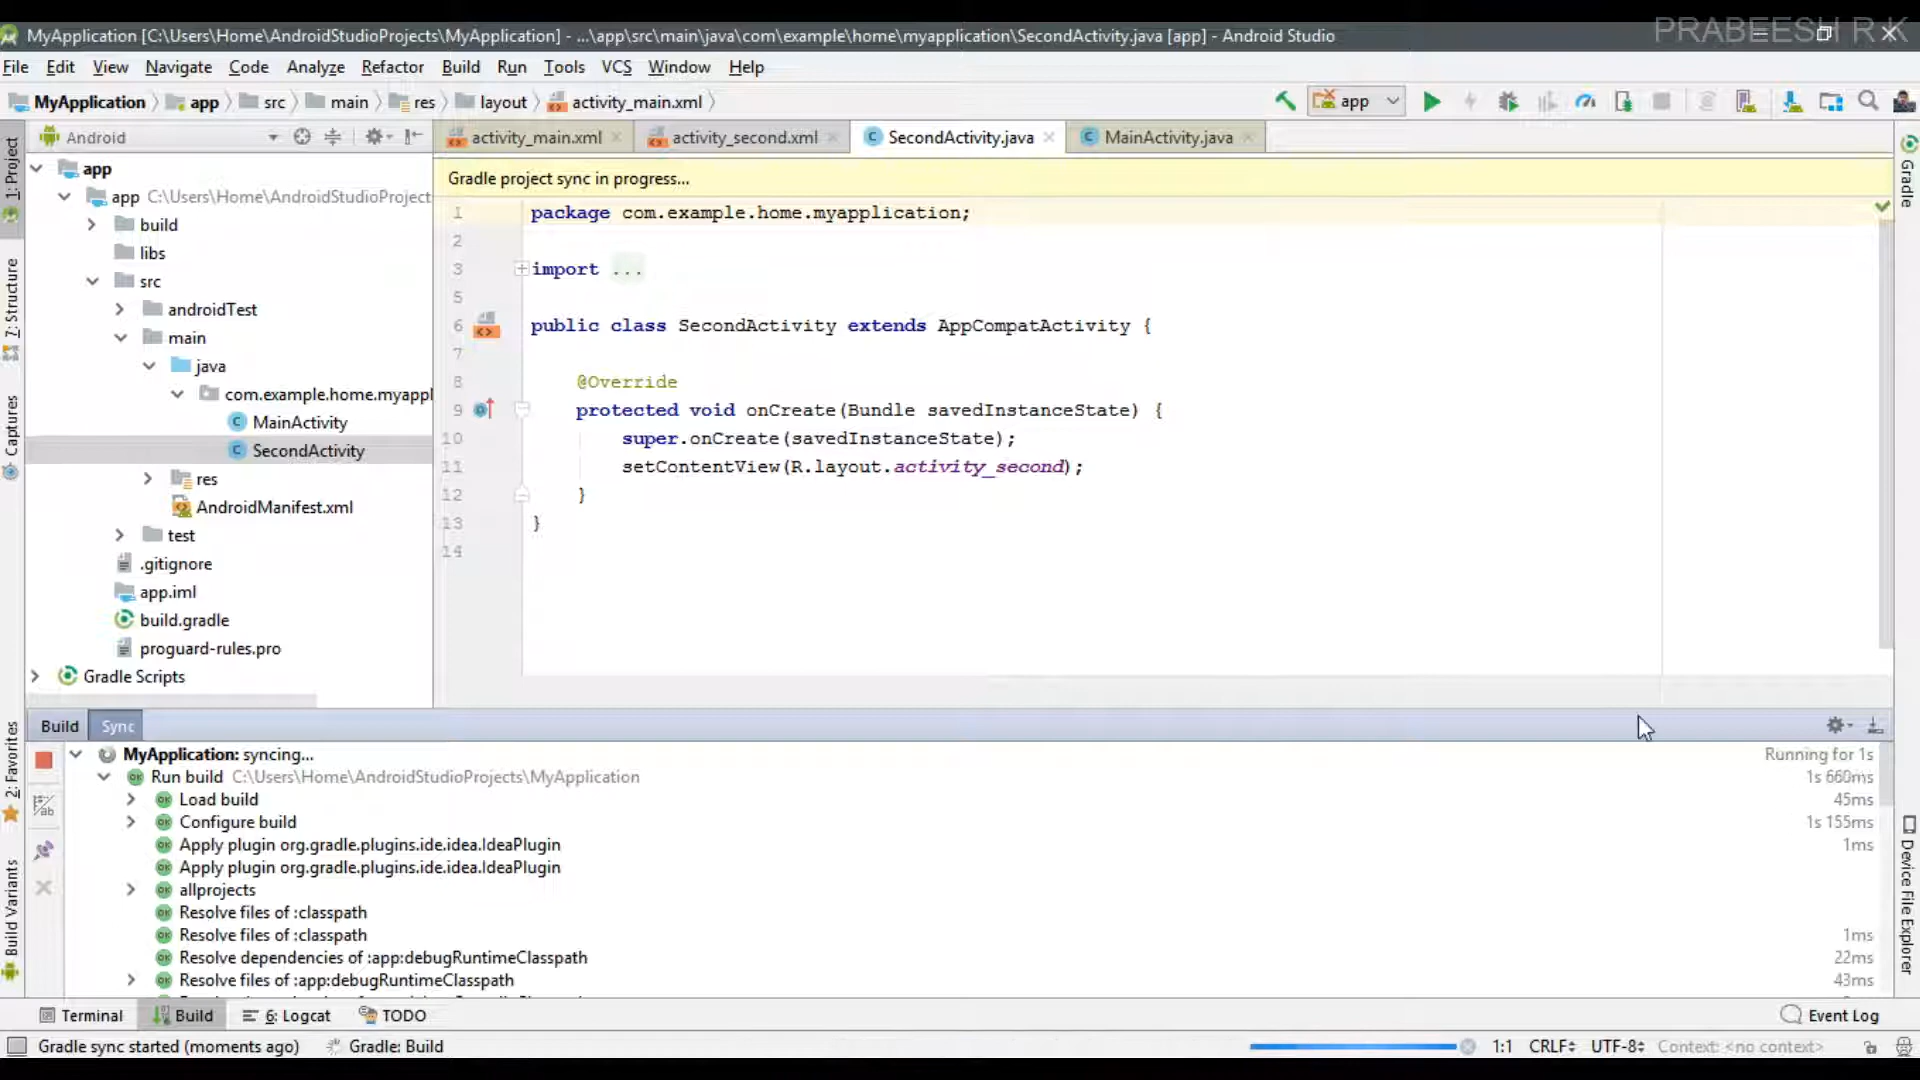 PRABEESH R K
MyApplication [C:\Users\Home\AndroidStudioProjects\MyApplication] - ...\app\src\main\java\com\example\home\myapplication\SecondActivity.java [app] - Android Studio
File Edit View Navigate Code Analyze Refactor Build Run Tools VCS Window Help
MyApplication app src main res layout activity_main.xml
app
Android
activity_main.xml activity_second.xml SecondActivity.java MainActivity.java
1: Project
7: Structure
Captures
2: Favorites
Build Variants
app
app C:\Users\Home\AndroidStudioProject
build
libs
src
androidTest
main
java
com.example.home.myappl
MainActivity
SecondActivity
res
AndroidManifest.xml
test
.gitignore
app.iml
build.gradle
proguard-rules.pro
Gradle Scripts
Gradle project sync in progress...
1 package com.example.home.myapplication;
2
3 import ...
5
6 public class SecondActivity extends AppCompatActivity {
7
8 @Override
9 protected void onCreate(Bundle savedInstanceState) {
10 super.onCreate(savedInstanceState);
11 setContentView(R.layout.activity_second);
12 }
13 }
14
Gradle
Device File Explorer
Build Sync
MyApplication: syncing... Running for 1s
Run build C:\Users\Home\AndroidStudioProjects\MyApplication 1s 660ms
Load build 45ms
Configure build 1s 155ms
Apply plugin org.gradle.plugins.ide.idea.IdeaPlugin 1ms
Apply plugin org.gradle.plugins.ide.idea.IdeaPlugin
allprojects
Resolve files of :classpath
Resolve files of :classpath 1ms
Resolve dependencies of :app:debugRuntimeClasspath 22ms
Resolve files of :app:debugRuntimeClasspath 43ms
Terminal Build 6: Logcat TODO Event Log
Gradle sync started (moments ago) Gradle: Build 1:1 CRLF UTF-8 Context: <no context>